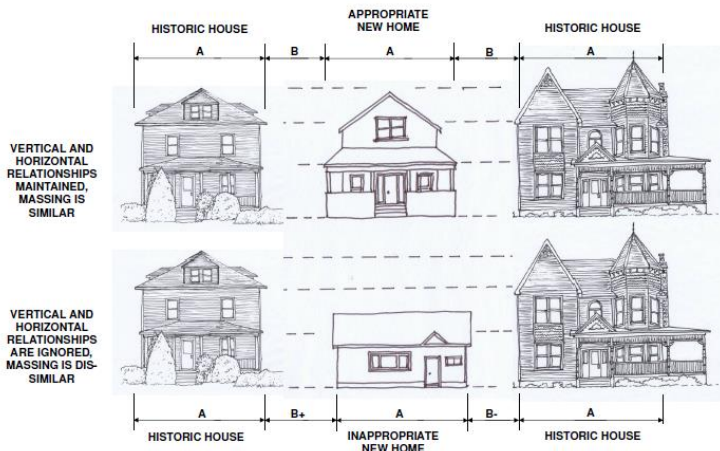 APPROPRIATE
NEW HOME
HISTORIC HOUSE
HISTORIC HOUSE
A
B
A
B
A
VERTICAL AND
HORIZONTAL
RELATIONSHIPS
MAINTAINED,
MASSING IS
SIMILAR
VERTICAL AND
HORIZONTAL
RELATIONSHIPS
ARE IGNORED,
MASSING IS DIS-
SIMILAR
A
B+
A
B-
A
HISTORIC HOUSE
INAPPROPRIATE
NEW HOME
HISTORIC HOUSE